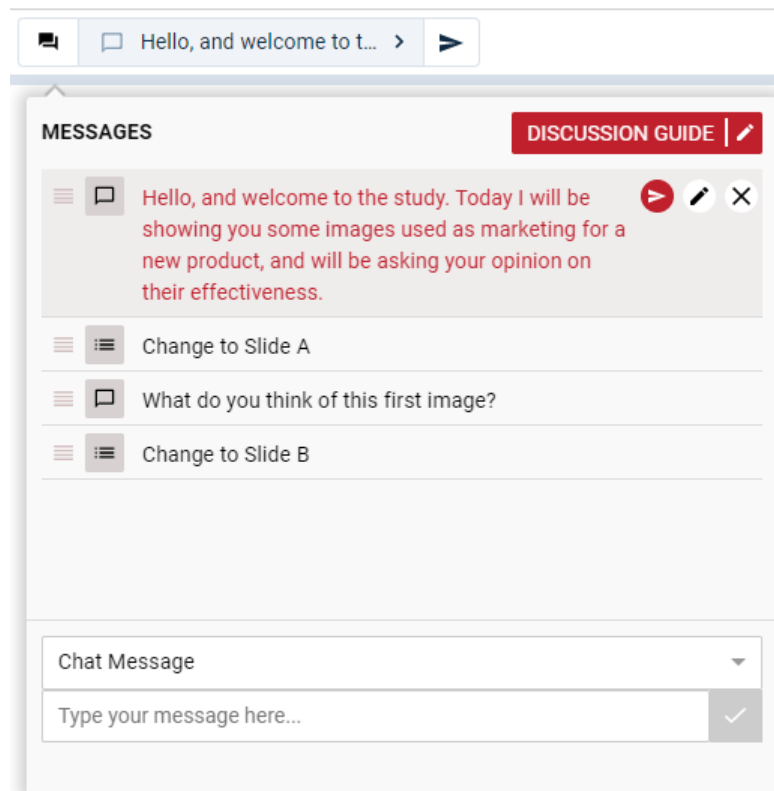 Hello, and welcome to t...
MESSAGES
DISCUSSION GUIDE
Hello, and welcome to the study. Today I will be
showing you some images used as marketing for a
new product, and will be asking your opinion on
their effectiveness.
Change to Slide A
What do you think of this first image?
Change to Slide B
Chat Message
Type your message here...